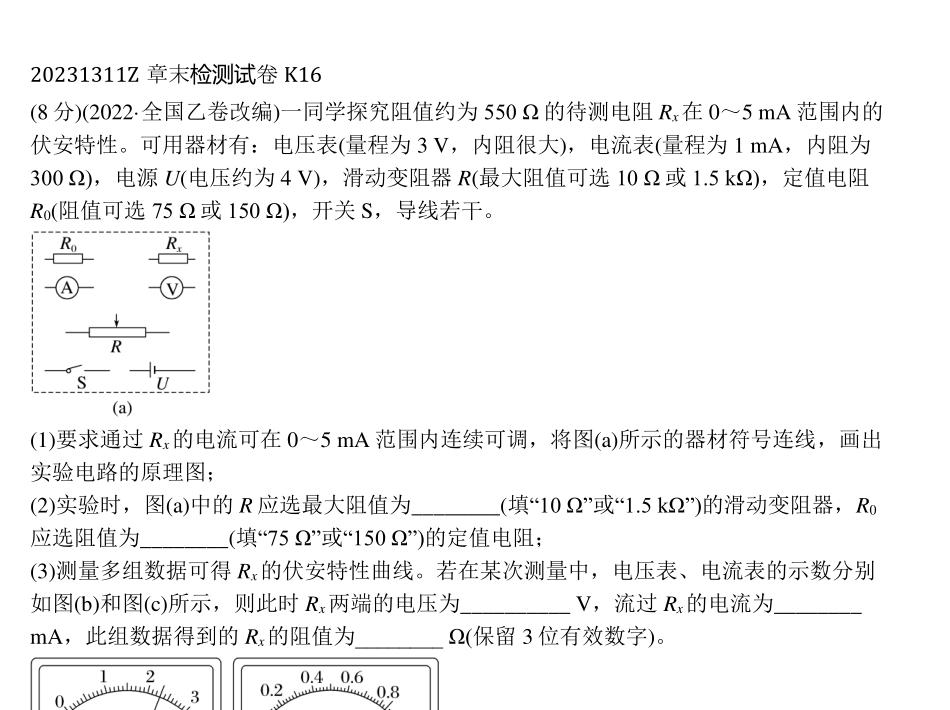 20231311Z 章末检测试卷 K16
(8 分)(2022·全国乙卷改编)一同学探究阻值约为 550 Ω 的待测电阻 Rx 在 0～5 mA 范围内的
伏安特性。可用器材有：电压表(量程为 3 V，内阻很大)，电流表(量程为 1 mA，内阻为
300 Ω)，电源 U(电压约为 4 V)，滑动变阻器 R(最大阻值可选 10 Ω 或 1.5 kΩ)，定值电阻
R0(阻值可选 75 Ω 或 150 Ω)，开关 S，导线若干。
R0 Rx
A V
R
S U
(a)
(1)要求通过 Rx 的电流可在 0～5 mA 范围内连续可调，将图(a)所示的器材符号连线，画出
实验电路的原理图；
(2)实验时，图(a)中的 R 应选最大阻值为________(填“10 Ω”或“1.5 kΩ”)的滑动变阻器，R0
应选阻值为________(填“75 Ω”或“150 Ω”)的定值电阻；
(3)测量多组数据可得 Rx 的伏安特性曲线。若在某次测量中，电压表、电流表的示数分别
如图(b)和图(c)所示，则此时 Rx 两端的电压为__________ V，流过 Rx 的电流为________
mA，此组数据得到的 Rx 的阻值为________ Ω(保留 3 位有效数字)。
0 1 2 3
0.2 0.4 0.6 0.8